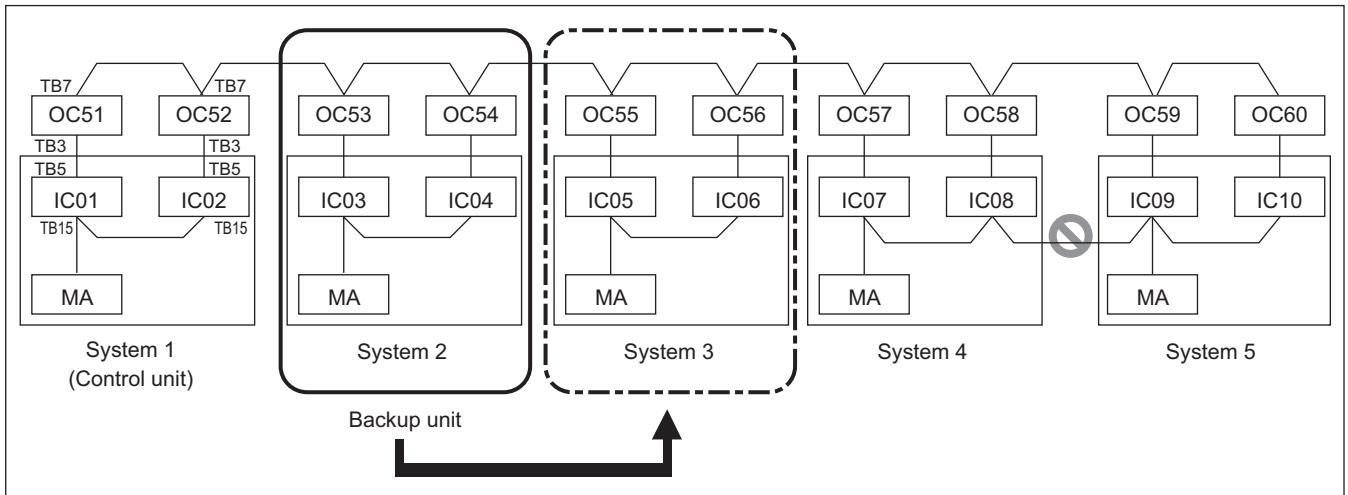 TB7
TB7
OC51 OC52 OC53 OC54 OC55 OC56 OC57 OC58 OC59 OC60
TB3 TB3
TB5 TB5
IC01 IC02 IC03 IC04 IC05 IC06 IC07 IC08 IC09 IC10
TB15 TB15
MA MA MA MA MA
System 1 System 2 System 3 System 4 System 5
(Control unit)
Backup unit